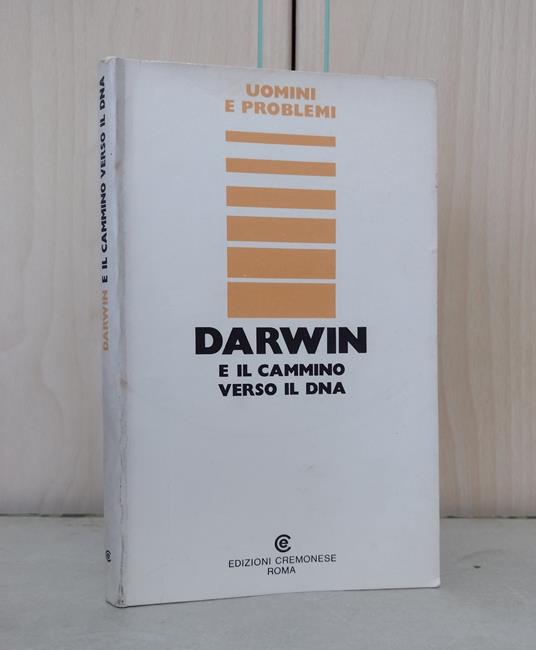 UOMINI
E PROBLEMI
DARWIN
E IL CAMMINO
VERSO IL DNA
EDIZIONI CREMONESE
ROMA
DARWIN E IL CAMMINO VERSO IL DNA